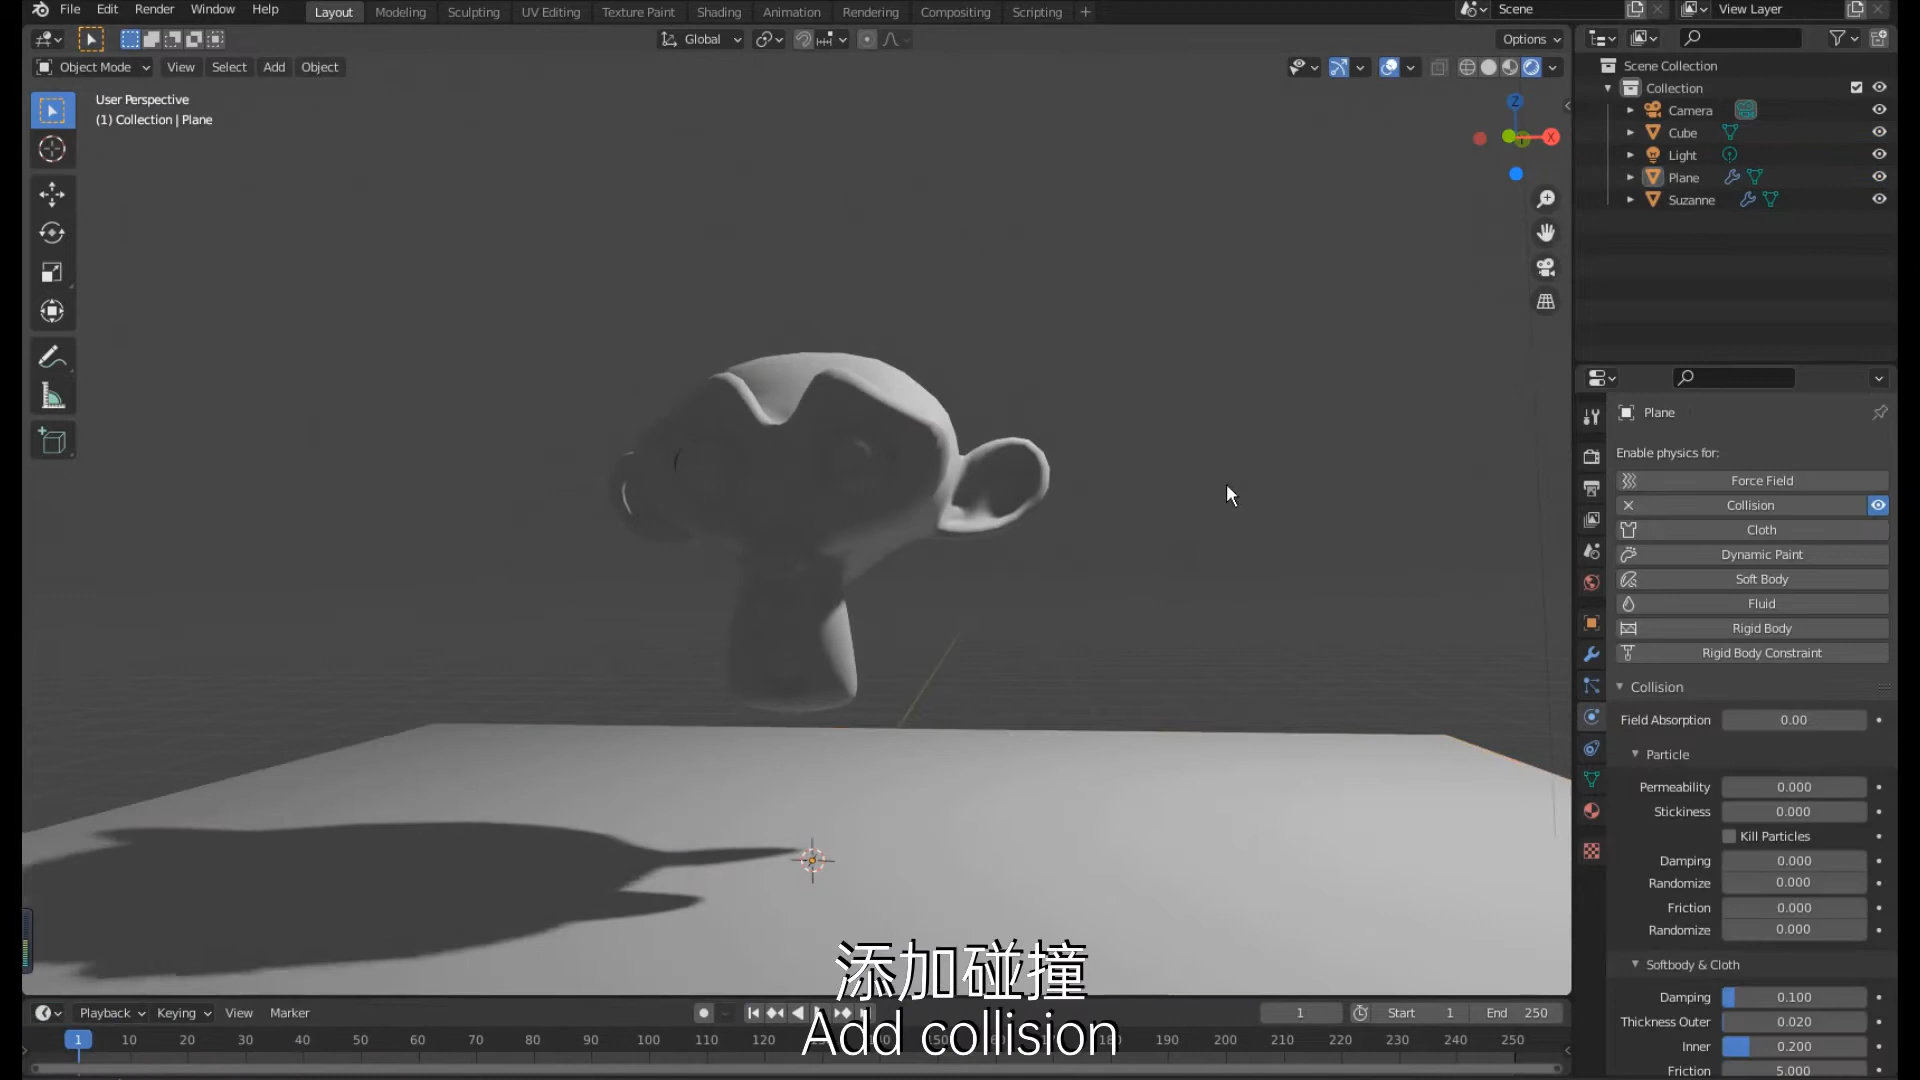 File Edit Render Window Help Layout Modeling Sculpting UV Editing Texture Paint Shading Animation Rendering Compositing Scripting + Scene View Layer
Global Options
Object Mode View Select Add Object
User Perspective
(1) Collection | Plane
Z
X
Scene Collection
Collection
Camera
Cube
Light
Plane
Suzanne
Plane
Enable physics for:
Force Field
Collision
Cloth
Dynamic Paint
Soft Body
Fluid
Rigid Body
Rigid Body Constraint
Collision
Field Absorption 0.00
Particle
Permeability 0.000
Stickiness 0.000
Kill Particles
Damping 0.000
Randomize 0.000
Friction 0.000
Randomize 0.000
Softbody & Cloth
Damping 0.100
Thickness Outer 0.020
Inner 0.200
Friction 5.000
添加碰撞
Add collision
Playback Keying View Marker 1 Start 1 End 250
1 10 20 30 40 50 60 70 80 90 100 110 120 190 200 210 220 230 240 250